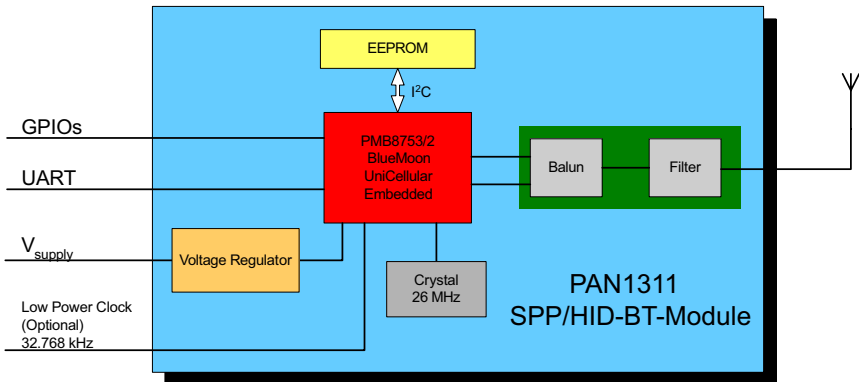 EEPROM
I²C
GPIOs
PMB8753/2
BlueMoon
UniCellular
Embedded
Balun
Filter
UART
Vsupply
Voltage Regulator
Crystal
26 MHz
Low Power Clock
(Optional)
32.768 kHz
PAN1311
SPP/HID-BT-Module